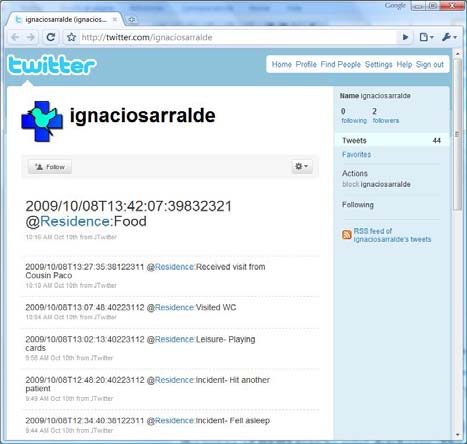 Google
ignaciosarralde (ignacios...
http://twitter.com/ignaciosarralde
twitter
Home Profile Find People Settings Help Sign out
ignaciosarralde
Follow
2009/10/08T13:42:07:39832321
@Residence:Food
10:16 AM Oct 10th from JTwitter
2009/10/08T13:27:35:38122311 @Residence:Received visit from
Cousin Paco
10:10 AM Oct 10th from JTwitter
2009/10/08T13:07:48:40223112 @Residence:Visited WC
10:04 AM Oct 10th from JTwitter
2009/10/08T13:02:13:40223112 @Residence:Leisure- Playing
cards
9:56 AM Oct 10th from JTwitter
2009/10/08T12:48:20:40223112 @Residence:Incident- Hit another
patient
9:49 AM Oct 10th from JTwitter
2009/10/08T12:34:40:38122311 @Residence:Incident- Fell asleep
9:44 AM Oct 10th from JTwitter
Name ignaciosarralde
0 2
following followers
Tweets 44
Favorites
Actions
block ignaciosarralde
Following
RSS feed of
ignaciosarralde's tweets